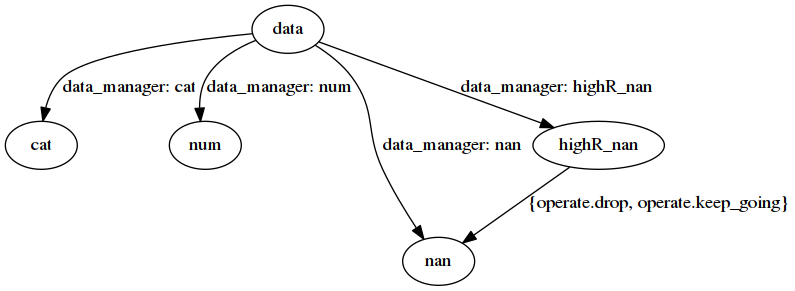 data
data_manager: cat
data_manager: num
data_manager: highR_nan
cat
num
data_manager: nan
highR_nan
{operate.drop, operate.keep_going}
nan